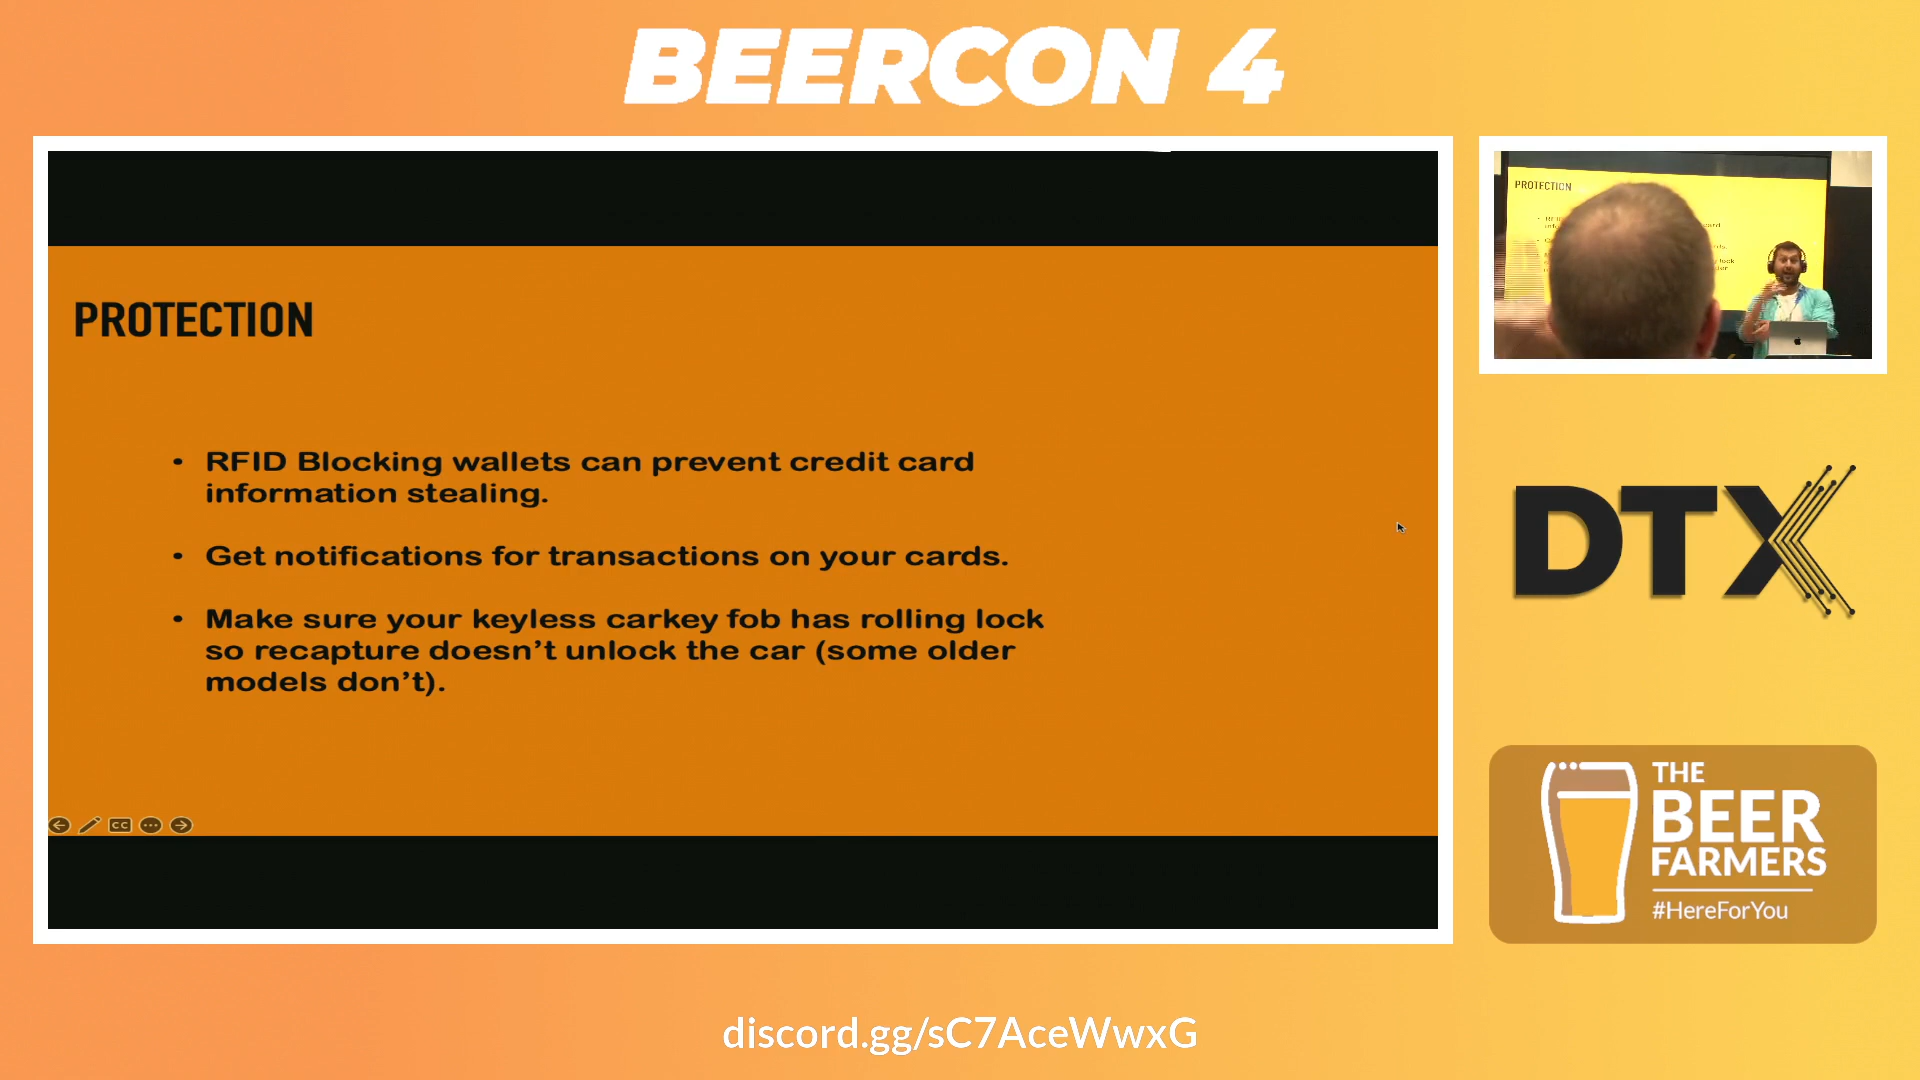 BEERCON 4
PROTECTION
• RFID Blocking wallets can prevent credit card
information stealing.
• Get notifications for transactions on your cards.
• Make sure your keyless carkey fob has rolling lock
so recapture doesn’t unlock the car (some older
models don’t).
CC
PROTECTION
DTX
THE
BEER
FARMERS
#HereForYou
discord.gg/sC7AceWwxG